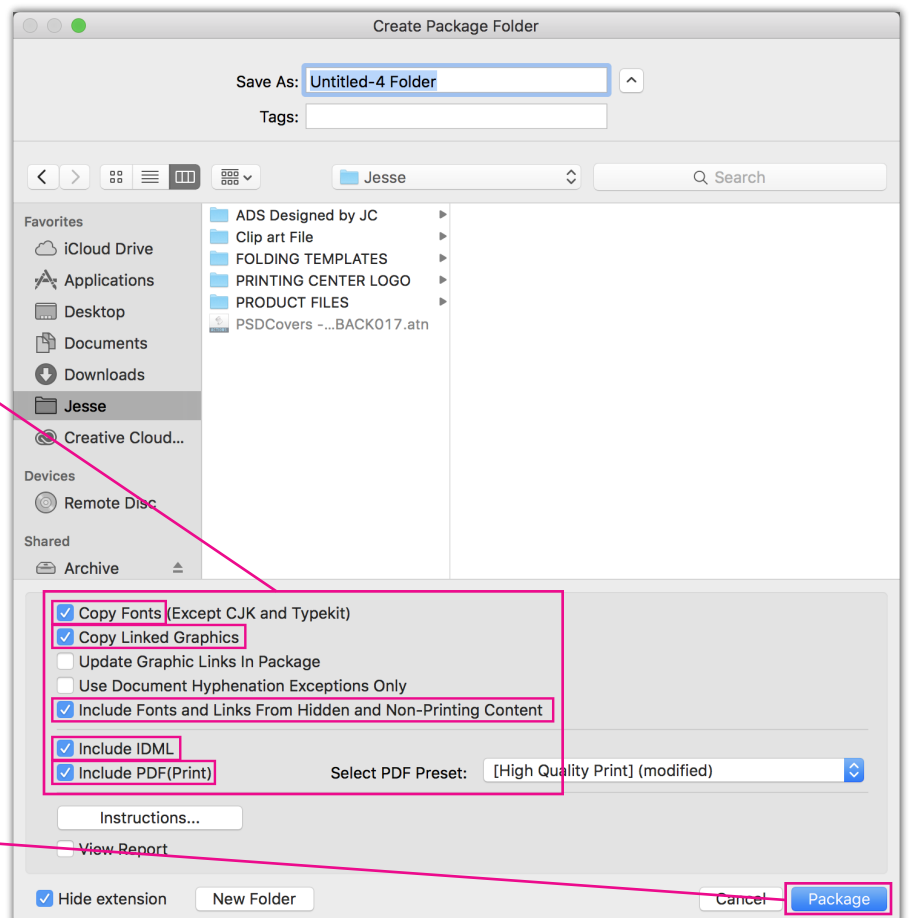 Create Package Folder
Save As: Untitled-4 Folder
Tags:
Jesse
Search
Favorites
iCloud Drive
Applications
Desktop
Documents
Downloads
Jesse
Creative Cloud...
Devices
Remote Disc
Shared
Archive
ADS Designed by JC
Clip art File
FOLDING TEMPLATES
PRINTING CENTER LOGO
PRODUCT FILES
PSDCovers -...BACK017.atn
Copy Fonts (Except CJK and Typekit)
Copy Linked Graphics
Update Graphic Links In Package
Use Document Hyphenation Exceptions Only
Include Fonts and Links From Hidden and Non-Printing Content
Include IDML
Include PDF(Print) Select PDF Preset: [High Quality Print] (modified)
Instructions...
View Report
Hide extension New Folder Cancel Package